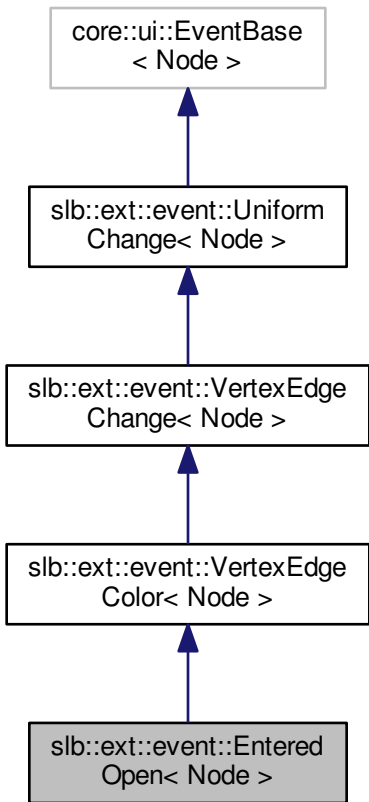 core::ui::EventBase
< Node >
slb::ext::event::Uniform
Change< Node >
slb::ext::event::VertexEdge
Change< Node >
slb::ext::event::VertexEdge
Color< Node >
slb::ext::event::Entered
Open< Node >